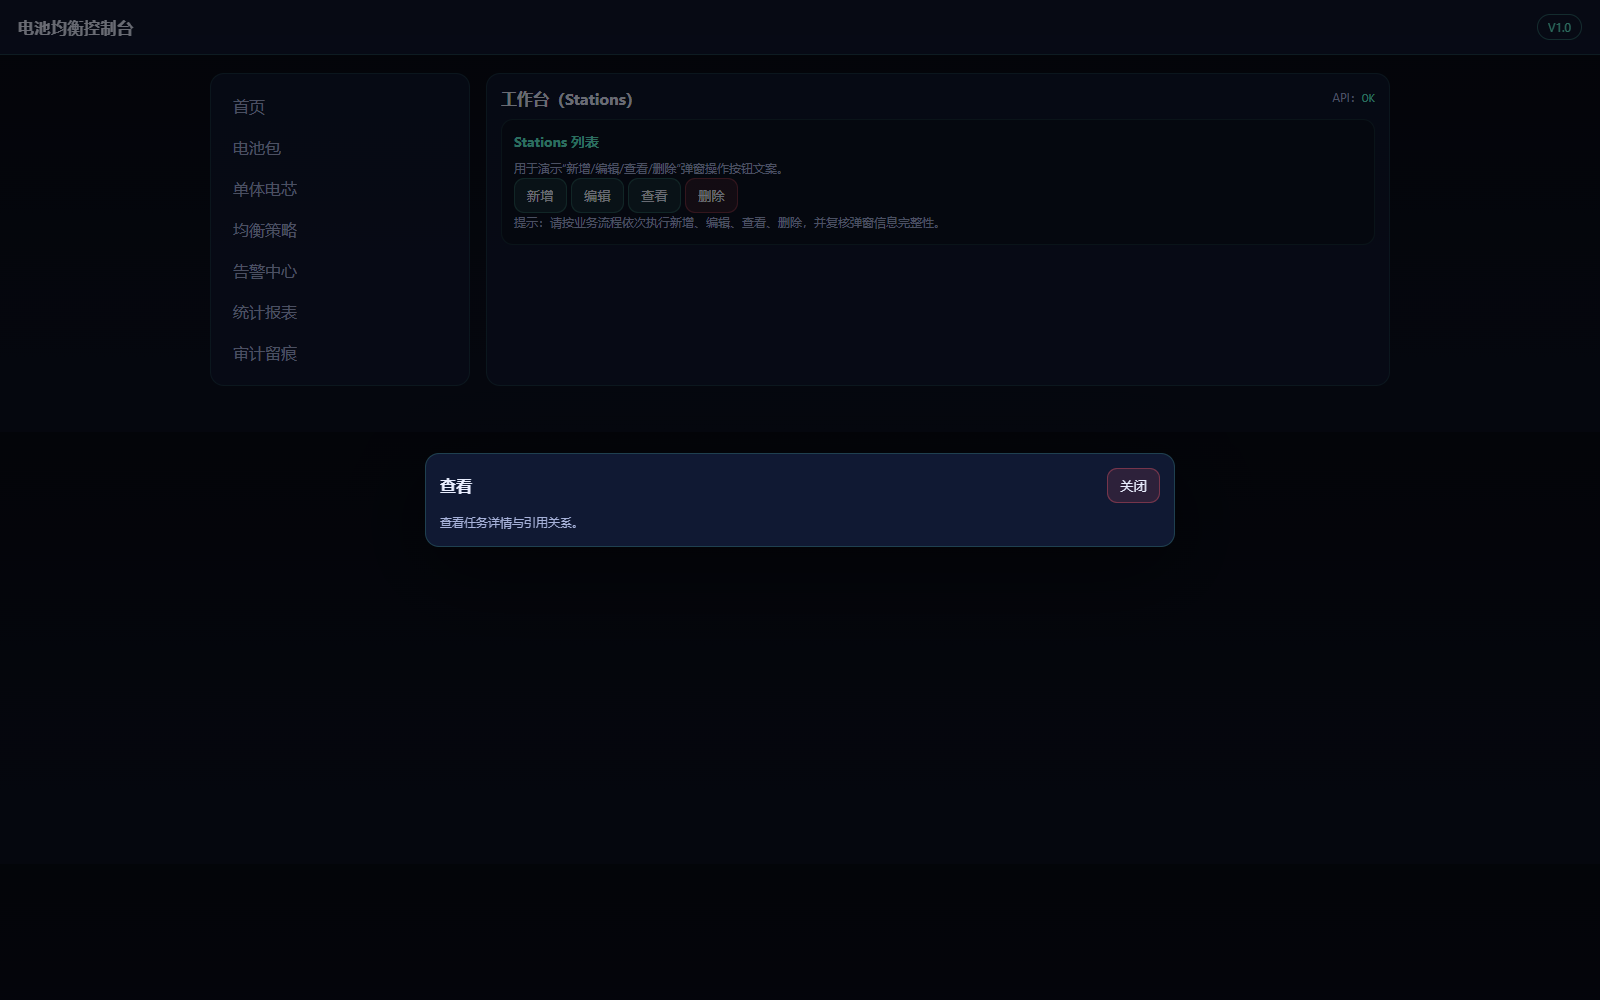 电池均衡控制台
V1.0
首页
电池包
单体电芯
均衡策略
告警中心
统计报表
审计留痕
工作台（Stations）
API：OK
Stations 列表
用于演示“新增/编辑/查看/删除”弹窗操作按钮文案。
新增
编辑
查看
删除
提示：请按业务流程依次执行新增、编辑、查看、删除，并复核弹窗信息完整性。
查看
关闭
查看任务详情与引用关系。